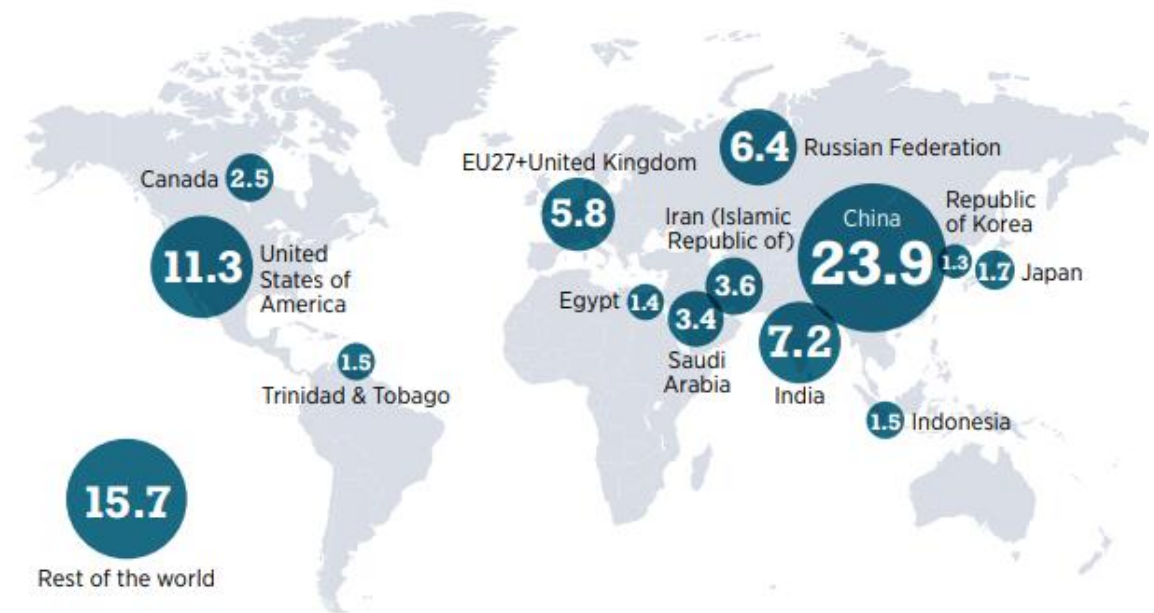 Canada 2.5
11.3
United
States of
America
1.5
Trinidad & Tobago
15.7
Rest of the world
EU27+United Kingdom
5.8
6.4 Russian Federation
Iran (Islamic
Republic of)
3.6
Egypt 1.4
3.4
Saudi
Arabia
7.2
India
China
23.9
Republic
of Korea
1.3
1.7 Japan
1.5 Indonesia